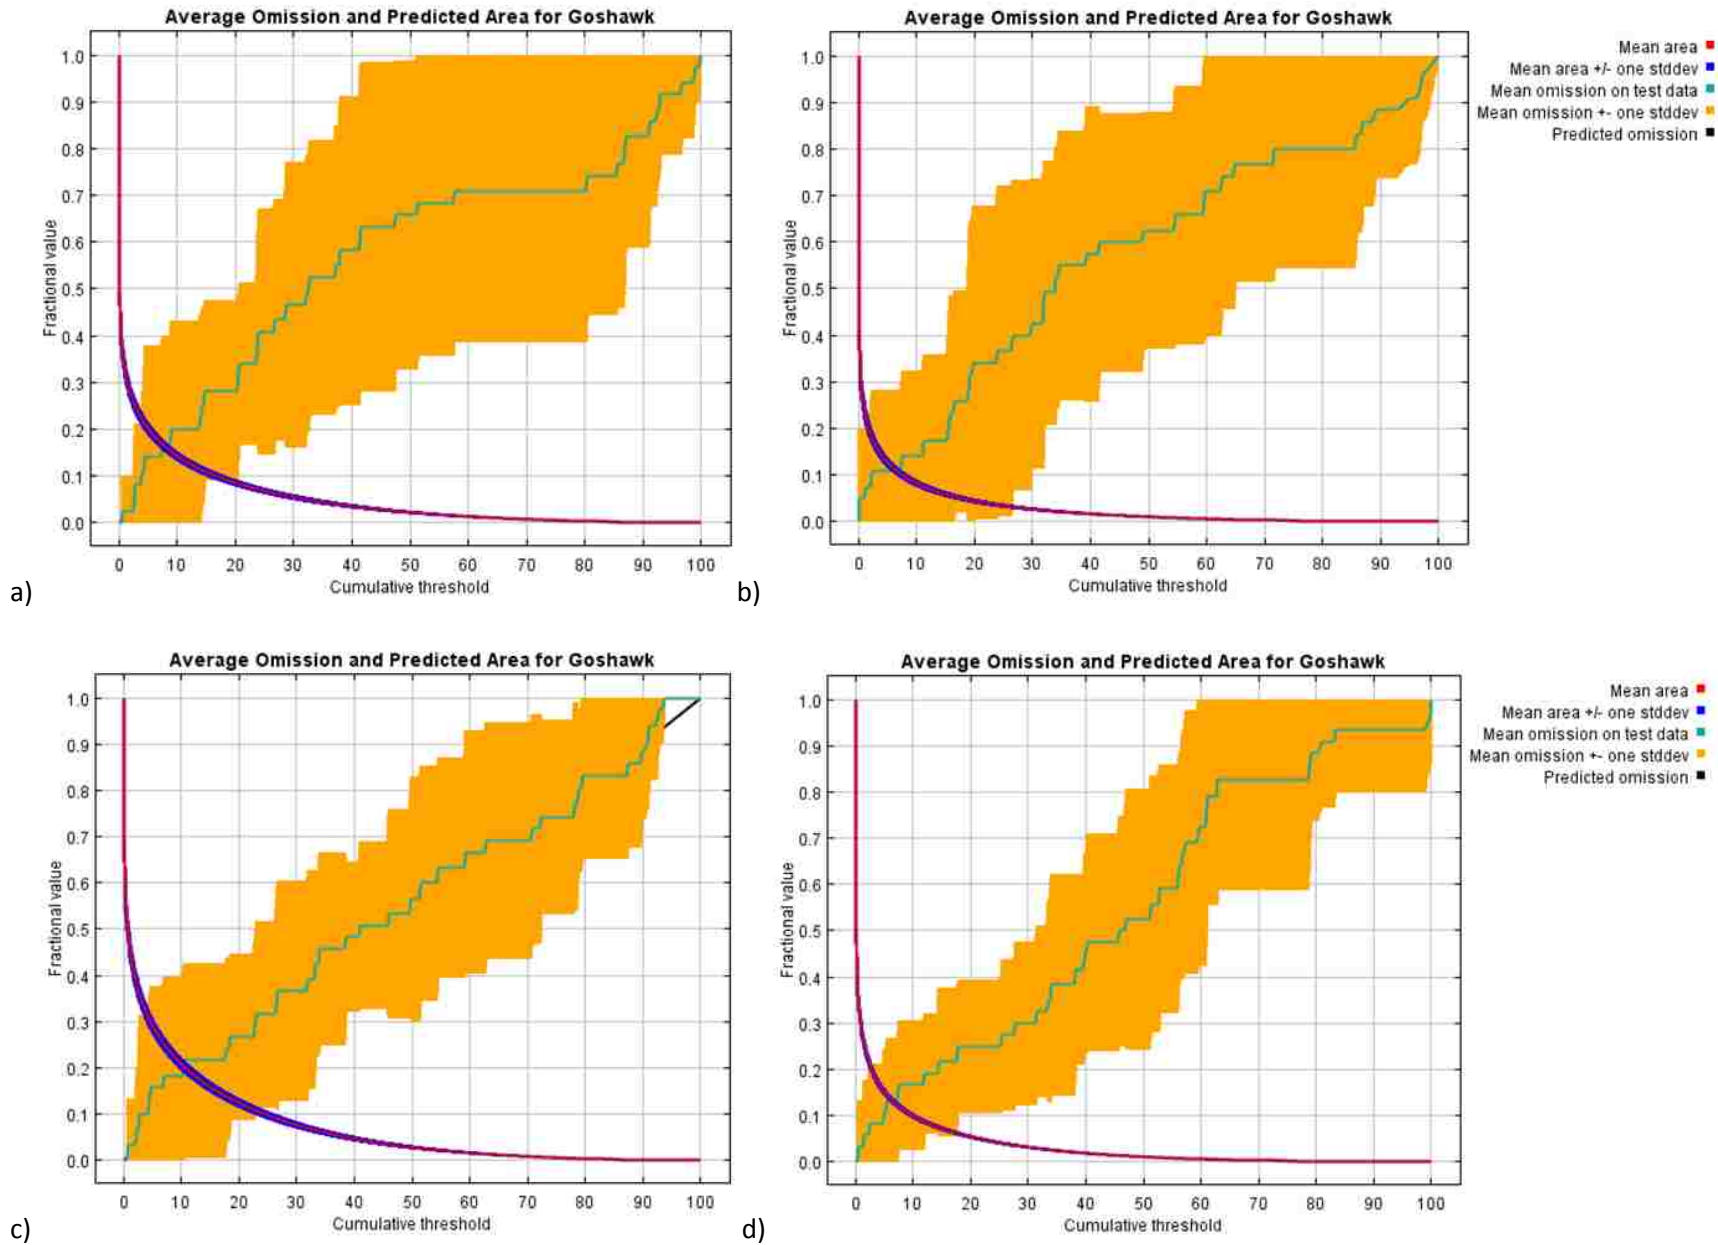 Average Omission and Predicted Area for Goshawk
Fractional value
1.0
0.9
0.8
0.7
0.6
0.5
0.4
0.3
0.2
0.1
0.0
0 10 20 30 40 50 60 70 80 90 100
Cumulative threshold
a)
Average Omission and Predicted Area for Goshawk
Fractional value
1.0
0.9
0.8
0.7
0.6
0.5
0.4
0.3
0.2
0.1
0.0
0 10 20 30 40 50 60 70 80 90 100
Cumulative threshold
b)
Mean area
Mean area +/- one stddev
Mean omission on test data
Mean omission +- one stddev
Predicted omission
Average Omission and Predicted Area for Goshawk
Fractional value
1.0
0.9
0.8
0.7
0.6
0.5
0.4
0.3
0.2
0.1
0.0
0 10 20 30 40 50 60 70 80 90 100
Cumulative threshold
c)
Average Omission and Predicted Area for Goshawk
Fractional value
1.0
0.9
0.8
0.7
0.6
0.5
0.4
0.3
0.2
0.1
0.0
0 10 20 30 40 50 60 70 80 90 100
Cumulative threshold
d)
Mean area
Mean area +/- one stddev
Mean omission on test data
Mean omission +- one stddev
Predicted omission